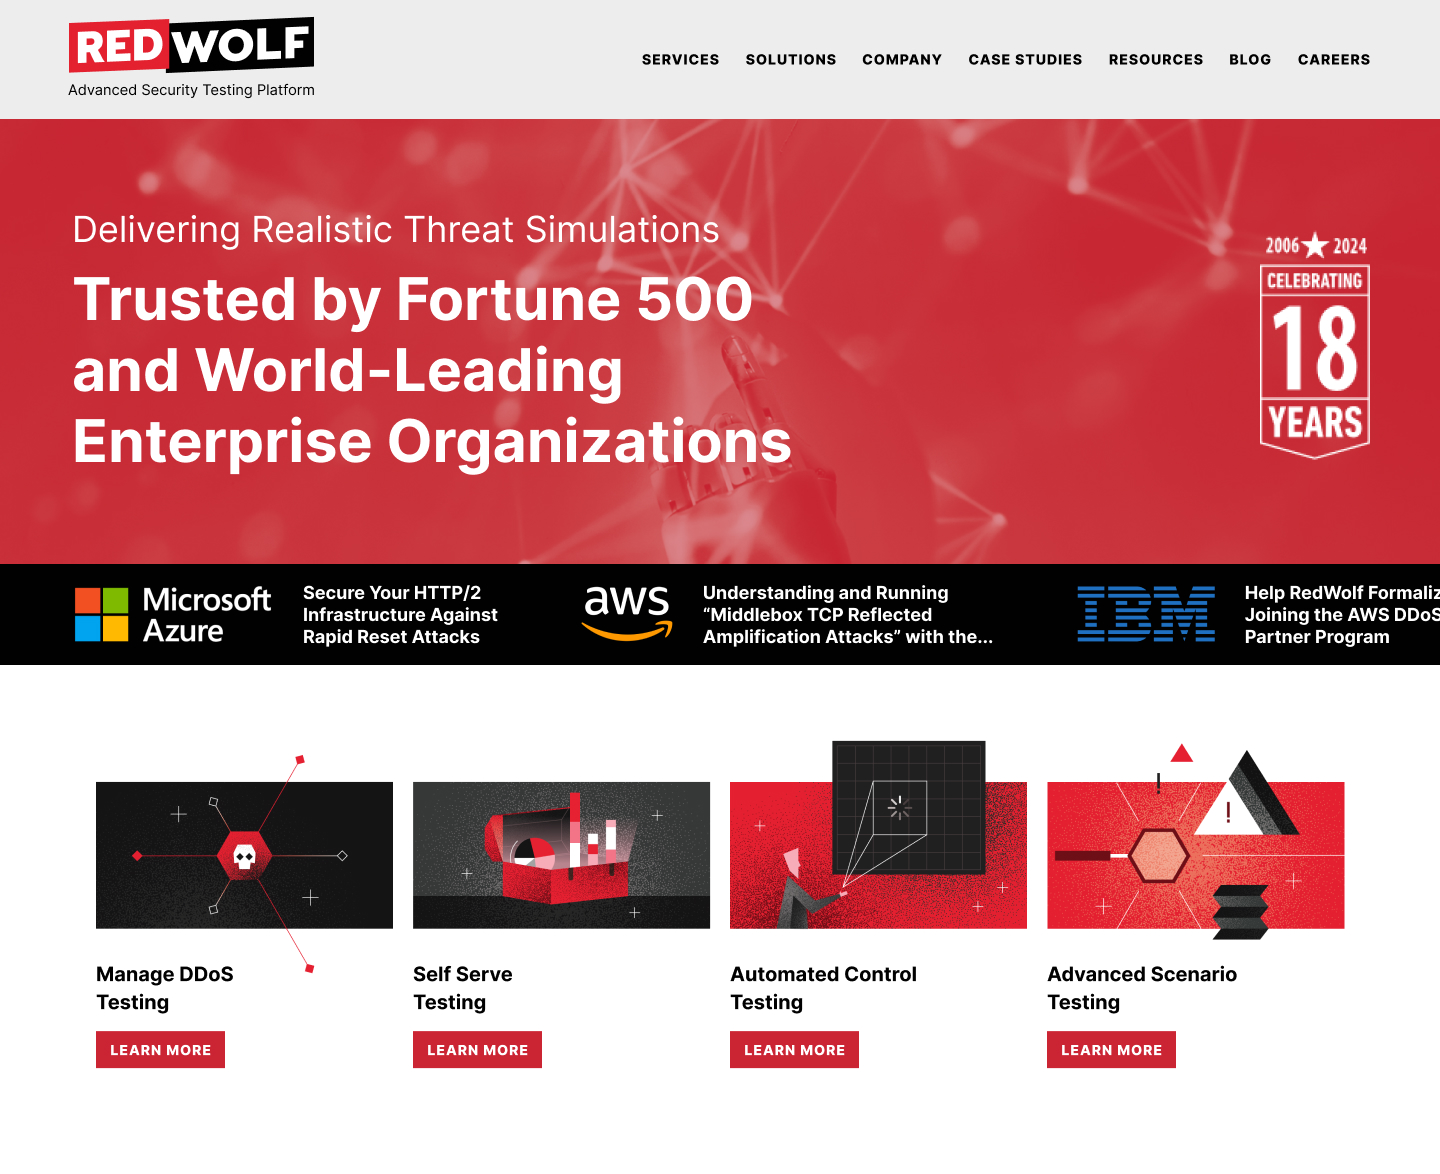 REDWOLF
Advanced Security Testing Platform
SERVICES
SOLUTIONS
COMPANY
CASE STUDIES
RESOURCES
BLOG
CAREERS
Delivering Realistic Threat Simulations
Trusted by Fortune 500
and World-Leading
Enterprise Organizations
2006 ★ 2024
CELEBRATING
18
YEARS
Microsoft
Azure
Secure Your HTTP/2
Infrastructure Against
Rapid Reset Attacks
aws
Understanding and Running
“Middlebox TCP Reflected
Amplification Attacks” with the...
IBM
Help RedWolf Formaliz
Joining the AWS DDoS
Partner Program
Manage DDoS
Testing
LEARN MORE
Self Serve
Testing
LEARN MORE
Automated Control
Testing
LEARN MORE
! 
!
Advanced Scenario
Testing
LEARN MORE